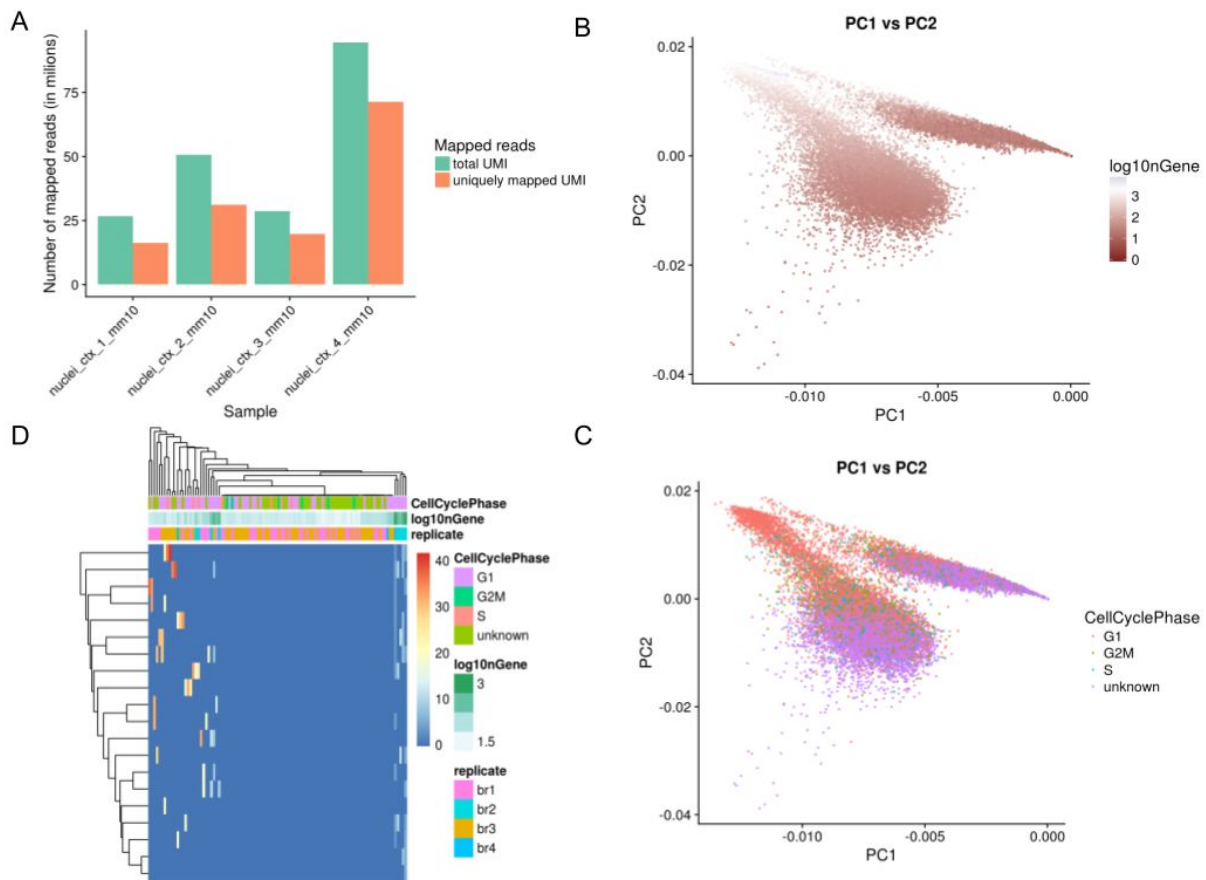 A
Number of mapped reads (in milions)
75
50
25
0
nuclei_ctx_1_mm10
nuclei_ctx_2_mm10
nuclei_ctx_3_mm10
nuclei_ctx_4_mm10
Sample
Mapped reads
total UMI
uniquely mapped UMI
B
PC1 vs PC2
0.02
0.00
-0.02
-0.04
PC2
-0.010
-0.005
0.000
PC1
log10nGene
3
2
1
0
D
CellCyclePhase
log10nGene
replicate
40
30
20
10
0
CellCyclePhase
G1
G2M
S
unknown
log10nGene
3
1.5
replicate
br1
br2
br3
br4
C
PC1 vs PC2
0.02
0.00
-0.02
-0.04
PC2
-0.010
-0.005
0.000
PC1
CellCyclePhase
G1
G2M
S
unknown